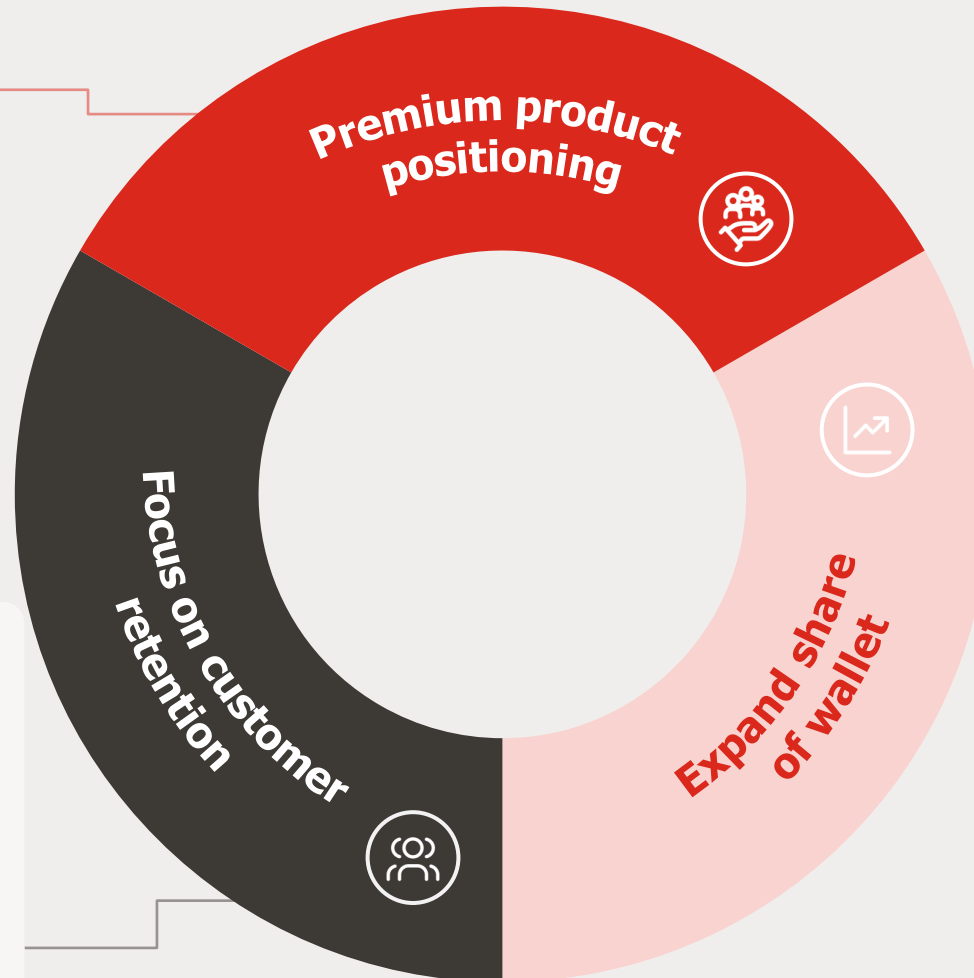 Premium product
positioning
Expand share
of wallet
Focus on customer
retention